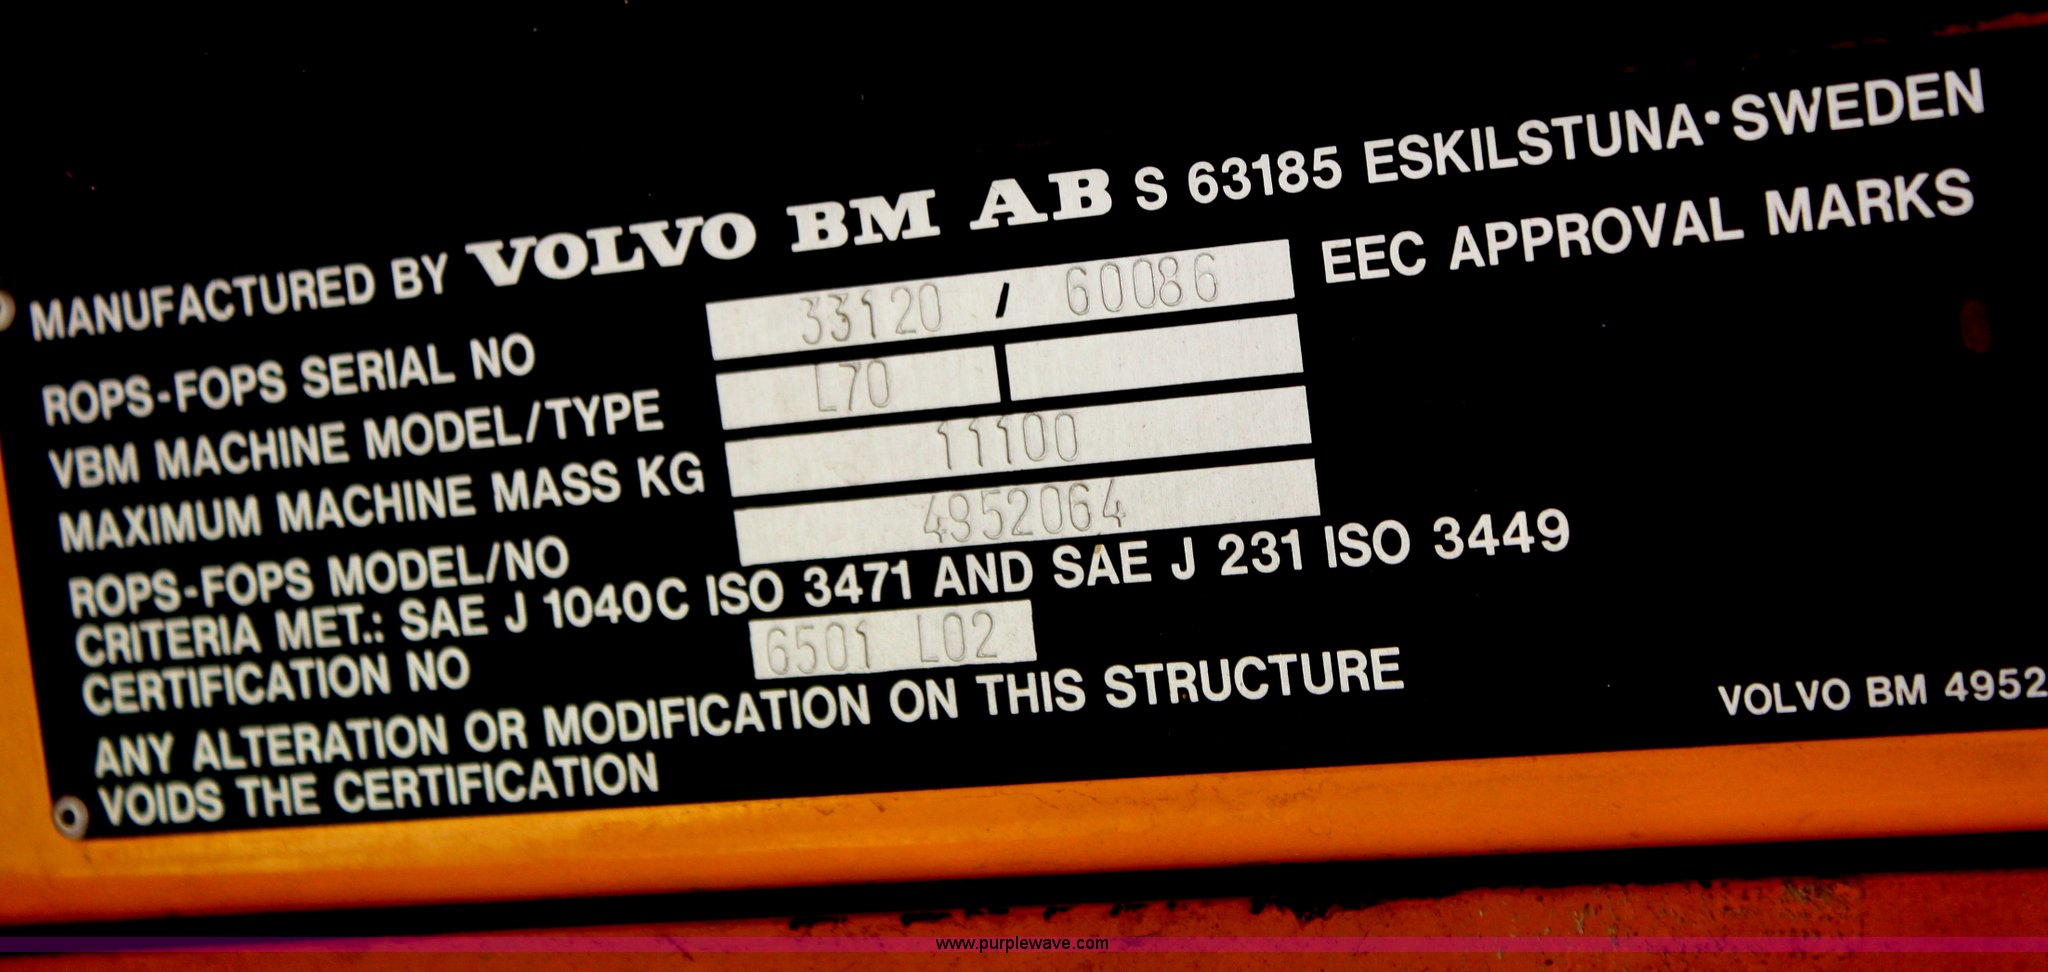 MANUFACTURED BY VOLVO BM AB S 63185 ESKILSTUNA·SWEDEN
ROPS-FOPS SERIAL NO 33120 / 60086 EEC APPROVAL MARKS
VBM MACHINE MODEL/TYPE L70
MAXIMUM MACHINE MASS KG 11100
ROPS-FOPS MODEL/NO 4952064
CRITERIA MET.: SAE J 1040C ISO 3471 AND SAE J 231 ISO 3449
CERTIFICATION NO 6501 L02
ANY ALTERATION OR MODIFICATION ON THIS STRUCTURE
VOIDS THE CERTIFICATION
VOLVO BM 4952
www.purplewave.com